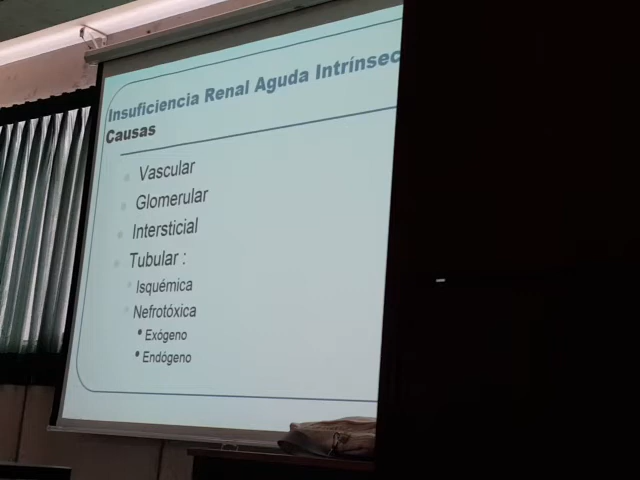 Insuficiencia Renal Aguda Intrínsec
Causas
Vascular
Glomerular
Intersticial
Tubular :
Isquémica
Nefrotóxica
Exógeno
Endógeno